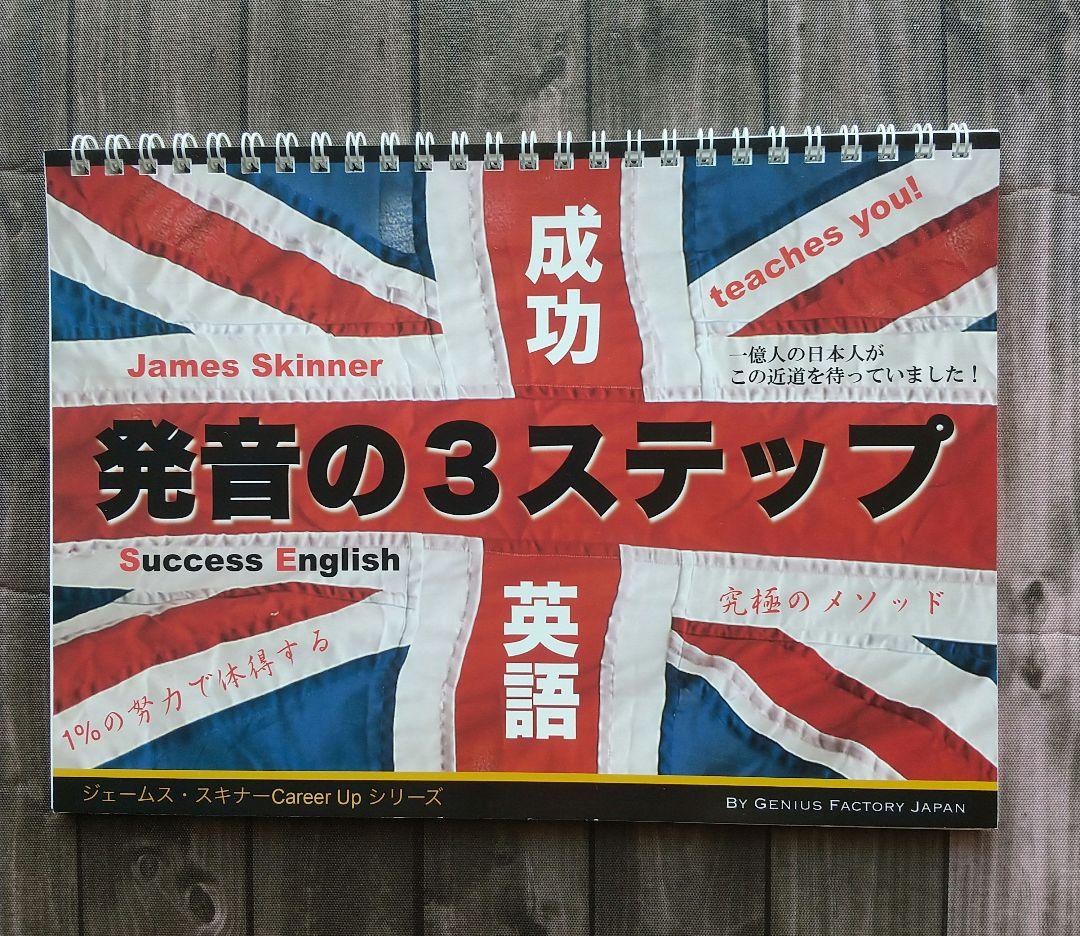 成功
teaches you!
James Skinner
一億人の日本人が
この近道を待っていました！
発音の３ステップ
Success English
英語
究極のメソッド
1%の努力で体得する
ジェームス・スキナーCareer Up シリーズ
BY GENIUS FACTORY JAPAN